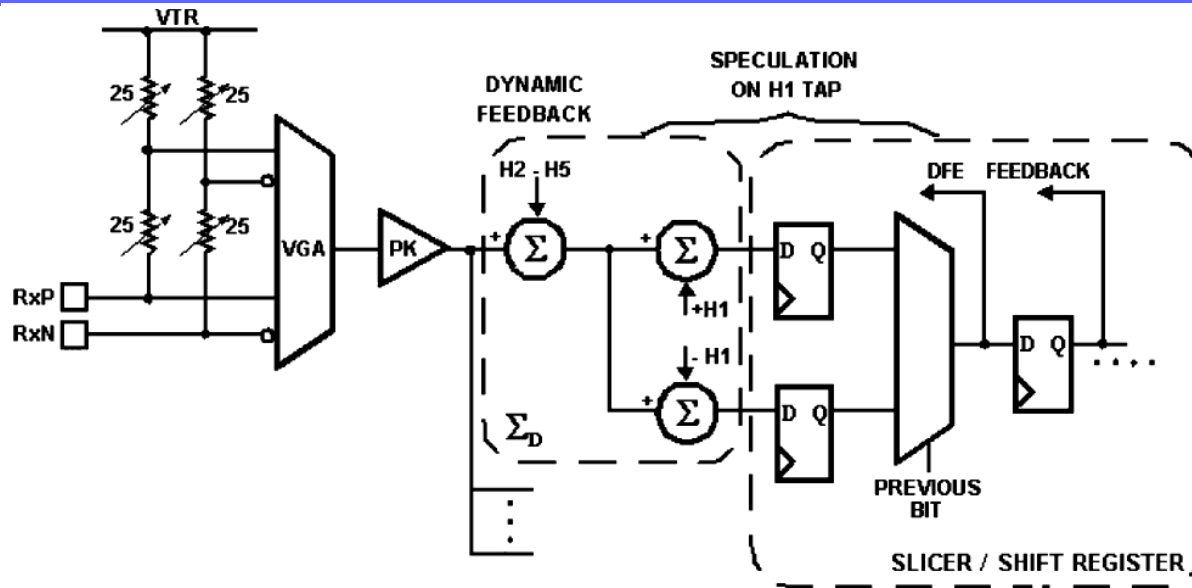 VTR
25
25
25
25
RxP
RxN
VGA
PK
DYNAMIC
FEEDBACK
H2 - H5
+
Σ
+
Σ
+H1
- H1
+
Σ
Σ_D
SPECULATION
ON H1 TAP
D Q
D Q
DFE FEEDBACK
PREVIOUS
BIT
D Q
SLICER / SHIFT REGISTER